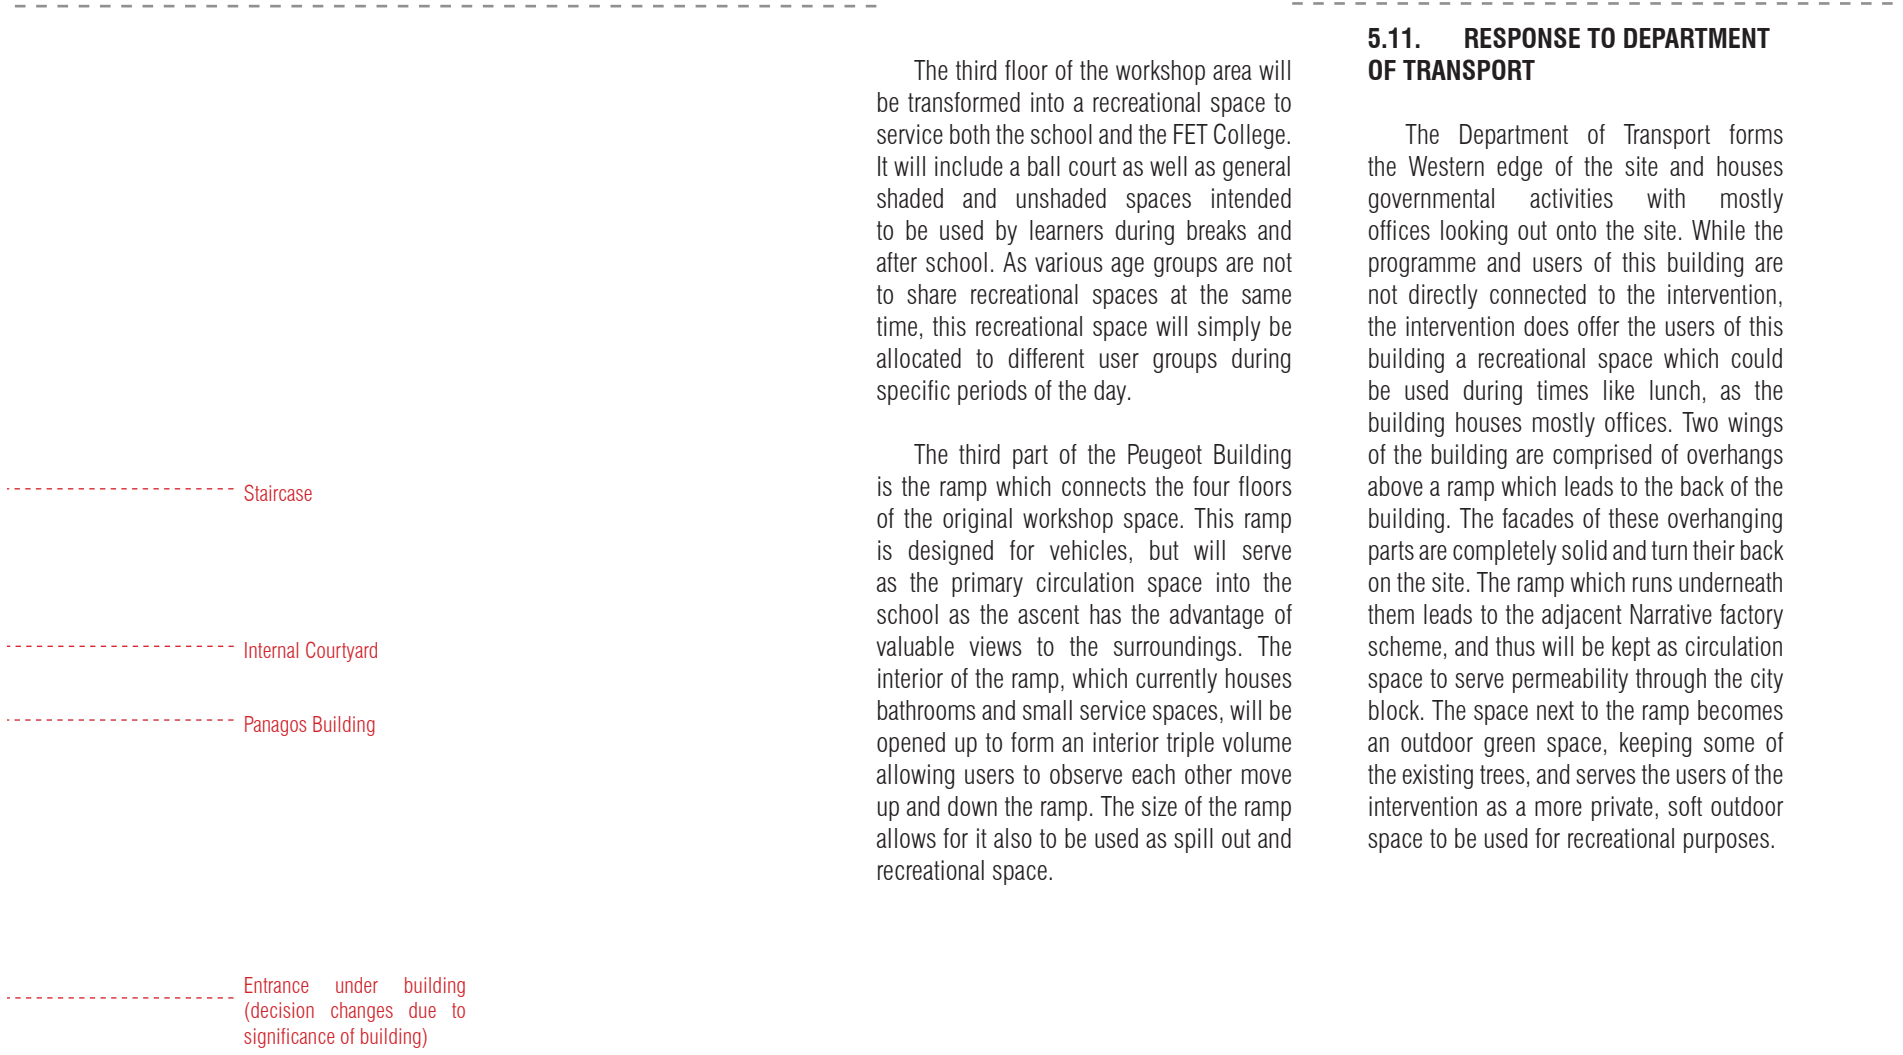 Staircase
Internal Courtyard
Panagos Building
Entrance under building
(decision changes due to
significance of building)
The third floor of the workshop area will
be transformed into a recreational space to
service both the school and the FET College.
It will include a ball court as well as general
shaded and unshaded spaces intended
to be used by learners during breaks and
after school. As various age groups are not
to share recreational spaces at the same
time, this recreational space will simply be
allocated to different user groups during
specific periods of the day.
The third part of the Peugeot Building
is the ramp which connects the four floors
of the original workshop space. This ramp
is designed for vehicles, but will serve
as the primary circulation space into the
school as the ascent has the advantage of
valuable views to the surroundings. The
interior of the ramp, which currently houses
bathrooms and small service spaces, will be
opened up to form an interior triple volume
allowing users to observe each other move
up and down the ramp. The size of the ramp
allows for it also to be used as spill out and
recreational space.
5.11. RESPONSE TO DEPARTMENT
OF TRANSPORT
The Department of Transport forms
the Western edge of the site and houses
governmental activities with mostly
offices looking out onto the site. While the
programme and users of this building are
not directly connected to the intervention,
the intervention does offer the users of this
building a recreational space which could
be used during times like lunch, as the
building houses mostly offices. Two wings
of the building are comprised of overhangs
above a ramp which leads to the back of the
building. The facades of these overhanging
parts are completely solid and turn their back
on the site. The ramp which runs underneath
them leads to the adjacent Narrative factory
scheme, and thus will be kept as circulation
space to serve permeability through the city
block. The space next to the ramp becomes
an outdoor green space, keeping some of
the existing trees, and serves the users of the
intervention as a more private, soft outdoor
space to be used for recreational purposes.